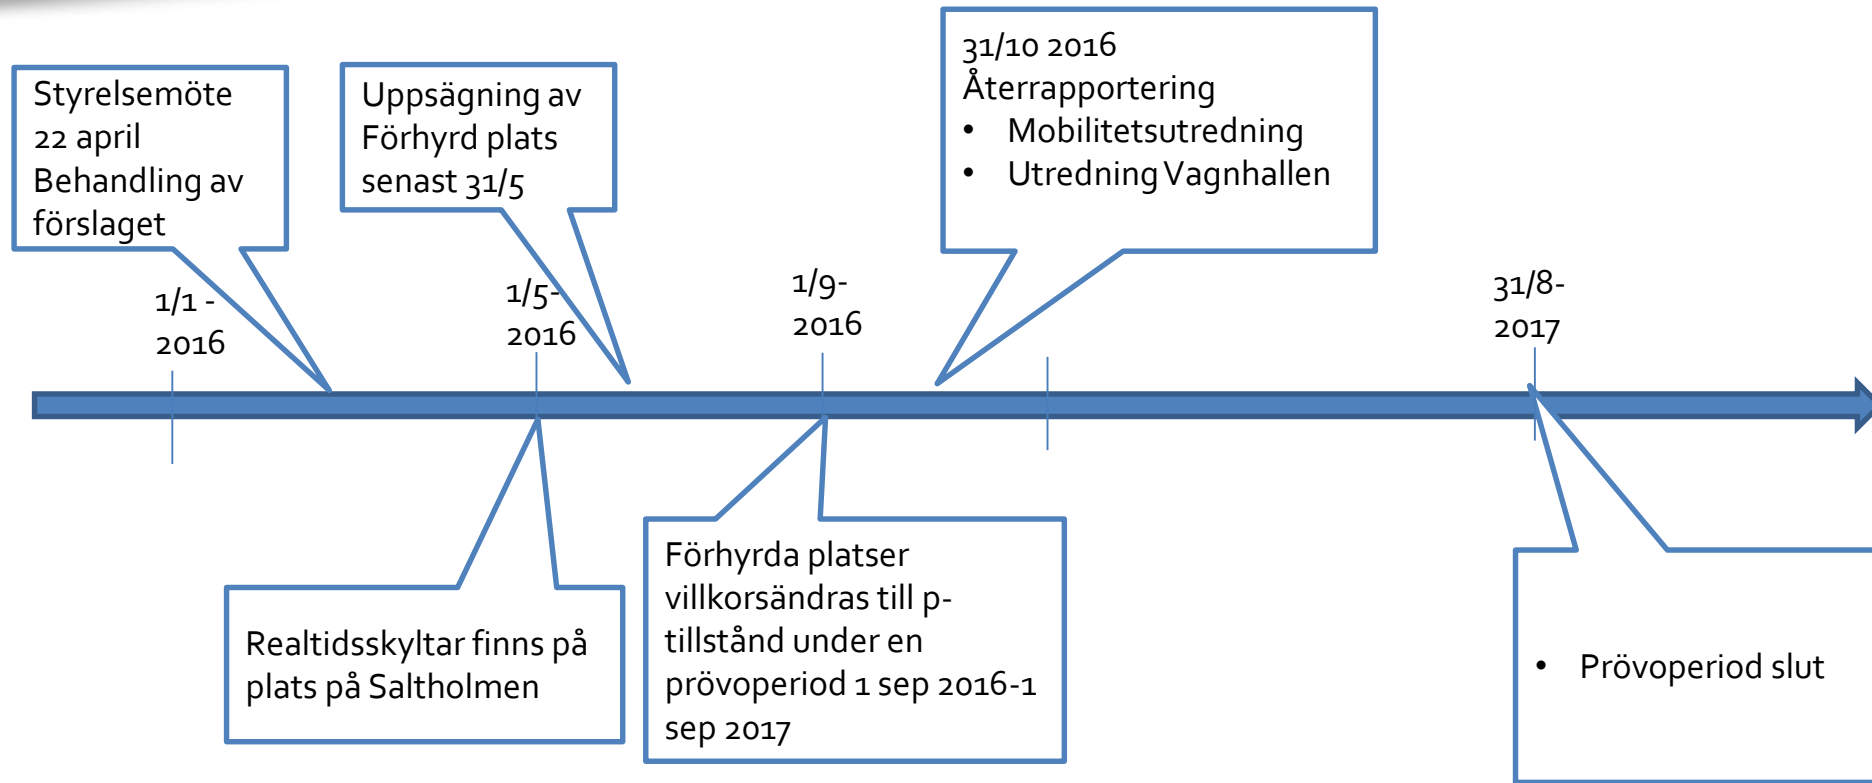 Styrelsemöte
22 april
Behandling av
förslaget
Uppsägning av
Förhyrd plats
senast 31/5
31/10 2016
Återrapportering
• Mobilitetsutredning
• Utredning Vagnhallen
1/1 -
2016
1/5-
2016
1/9-
2016
31/8-
2017
Realtidsskyltar finns på
plats på Saltholmen
Förhyrda platser
villkorsändras till p-
tillstånd under en
prövoperiod 1 sep 2016-1
sep 2017
• Prövoperiod slut